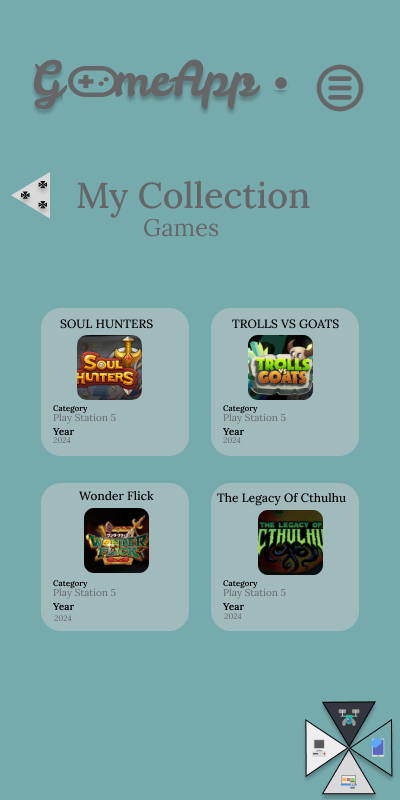 GameApp
My Collection
Games
SOUL HUNTERS
SOUL
HUNTERS
Category
Play Station 5
Year
2024
TROLLS VS GOATS
TROLLS
VS
GOATS
Category
Play Station 5
Year
2024
Wonder Flick
WONDER
FLICK
Category
Play Station 5
Year
2024
The Legacy Of Cthulhu
THE LEGACY OF
CTHULHU
Category
Play Station 5
Year
2024